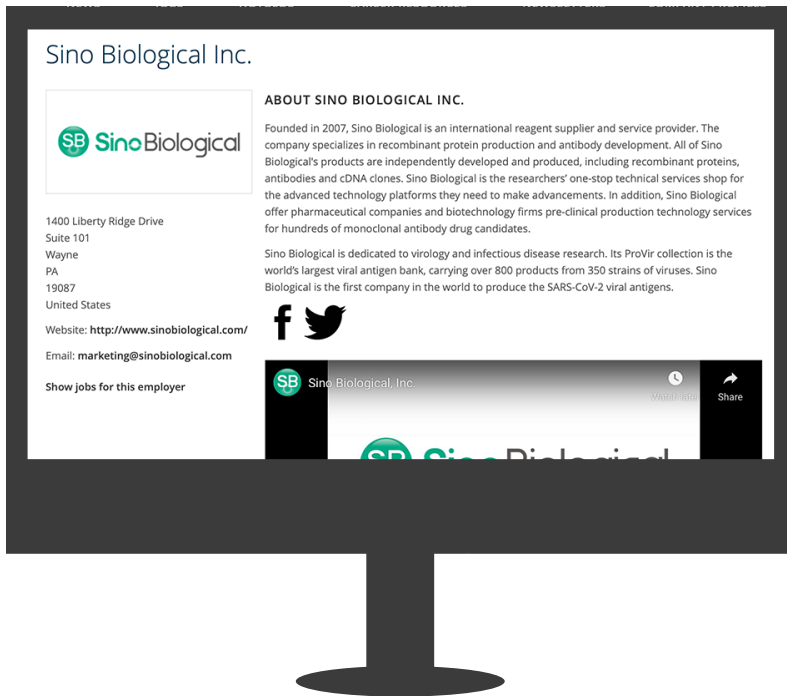 Sino Biological Inc.
SB SinoBiological
1400 Liberty Ridge Drive
Suite 101
Wayne
PA
19087
United States
Website: http://www.sinobiological.com/
Email: marketing@sinobiological.com
Show jobs for this employer
ABOUT SINO BIOLOGICAL INC.
Founded in 2007, Sino Biological is an international reagent supplier and service provider. The
company specializes in recombinant protein production and antibody development. All of Sino
Biological's products are independently developed and produced, including recombinant proteins,
antibodies and cDNA clones. Sino Biological is the researchers' one-stop technical services shop for
the advanced technology platforms they need to make advancements. In addition, Sino Biological
offer pharmaceutical companies and biotechnology firms pre-clinical production technology services
for hundreds of monoclonal antibody drug candidates.
Sino Biological is dedicated to virology and infectious disease research. Its ProVir collection is the
world's largest viral antigen bank, carrying over 800 products from 350 strains of viruses. Sino
Biological is the first company in the world to produce the SARS-CoV-2 viral antigens.
SB Sino Biological, Inc.
Watch later
Share
SB SinoBiological